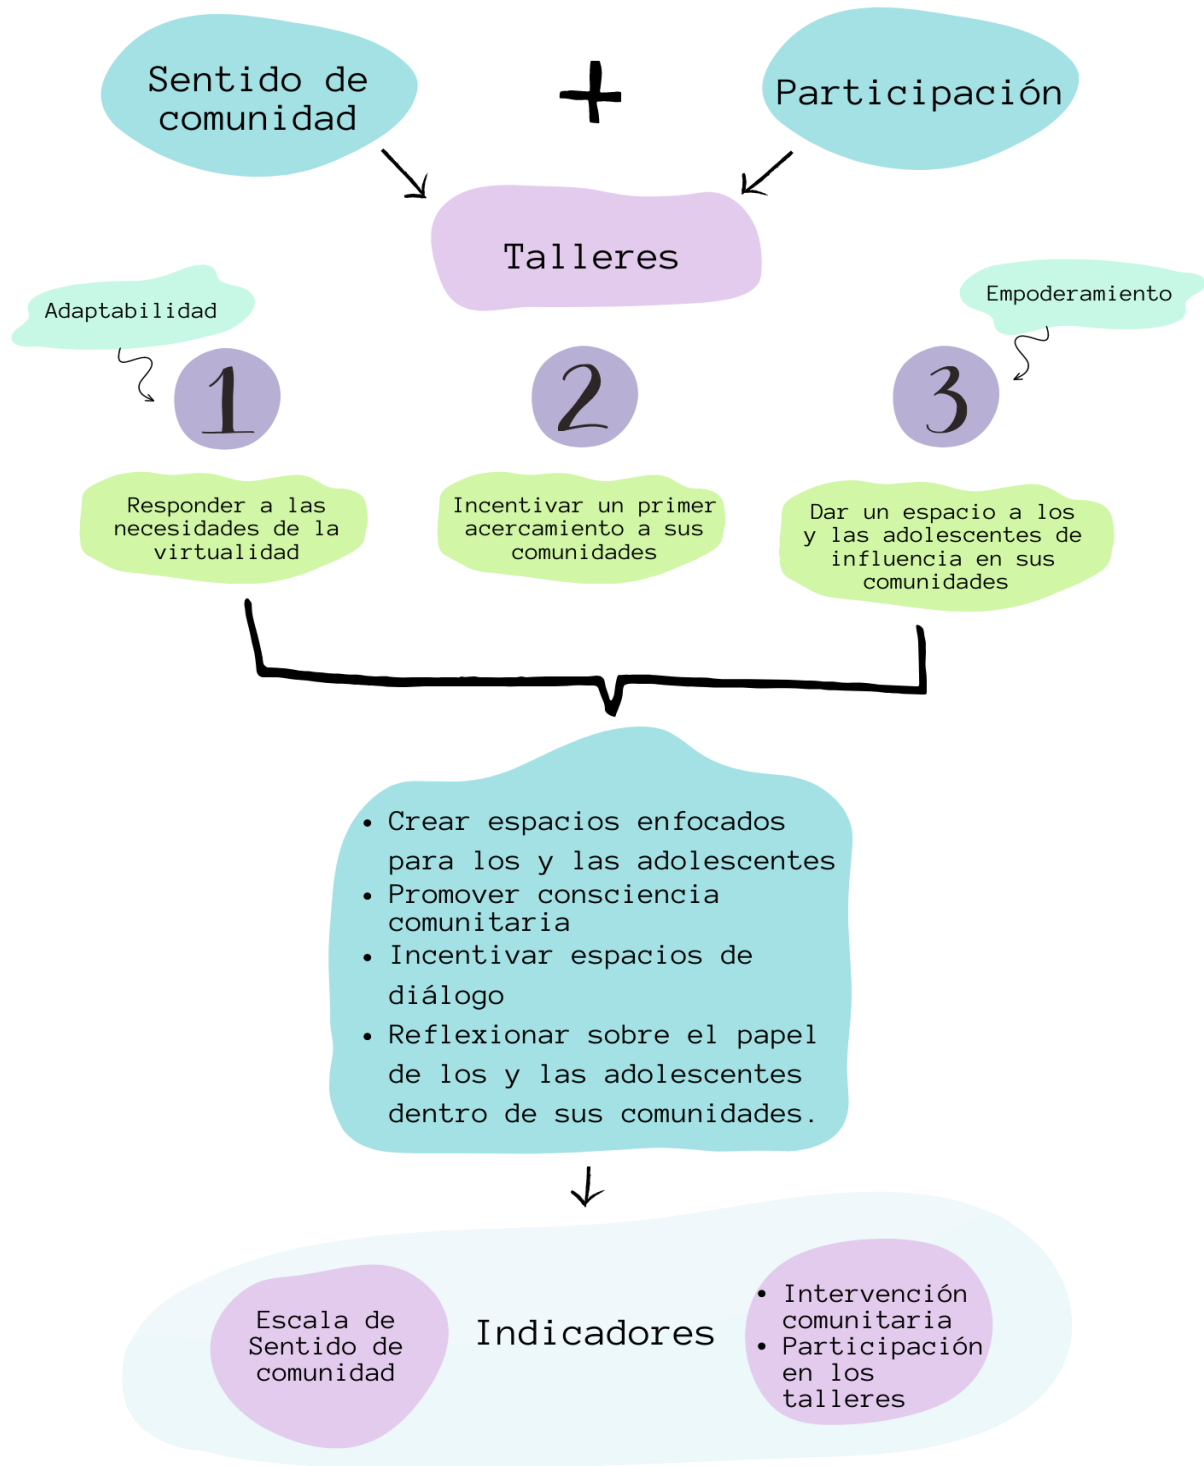 Sentido de
comunidad
+
Participación
Talleres
Adaptabilidad
Empoderamiento
1
2
3
Responder a las
necesidades de la
virtualidad
Incentivar un primer
acercamiento a sus
comunidades
Dar un espacio a los
y las adolescentes de
influencia en sus
comunidades
• Crear espacios enfocados
para los y las adolescentes
• Promover consciencia
comunitaria
• Incentivar espacios de
diálogo
• Reflexionar sobre el papel
de los y las adolescentes
dentro de sus comunidades.
Escala de
Sentido de
comunidad
Indicadores
• Intervención
comunitaria
• Participación
en los
talleres